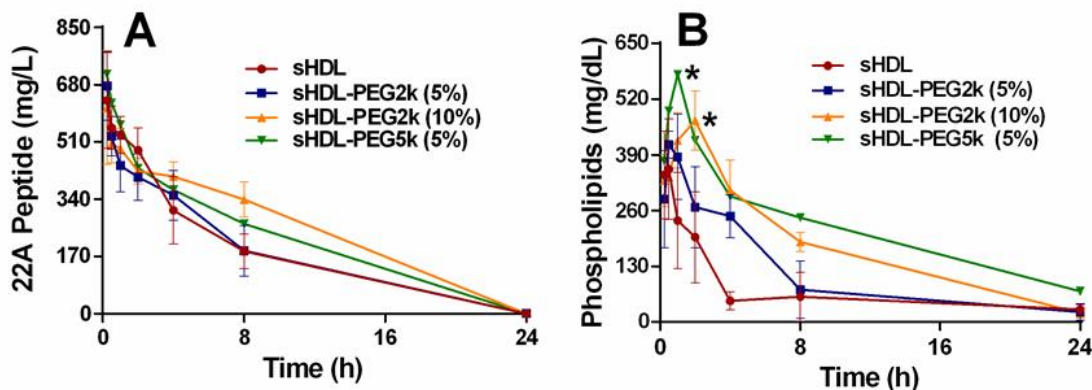 A
22A Peptide (mg/L)
850
680
510
340
170
0
sHDL
sHDL-PEG2k (5%)
sHDL-PEG2k (10%)
sHDL-PEG5k (5%)
0
8
16
24
Time (h)
B
Phospholipids (mg/dL)
650
520
390
260
130
0
sHDL
sHDL-PEG2k (5%)
sHDL-PEG2k (10%)
sHDL-PEG5k (5%)
*
*
0
8
16
24
Time (h)